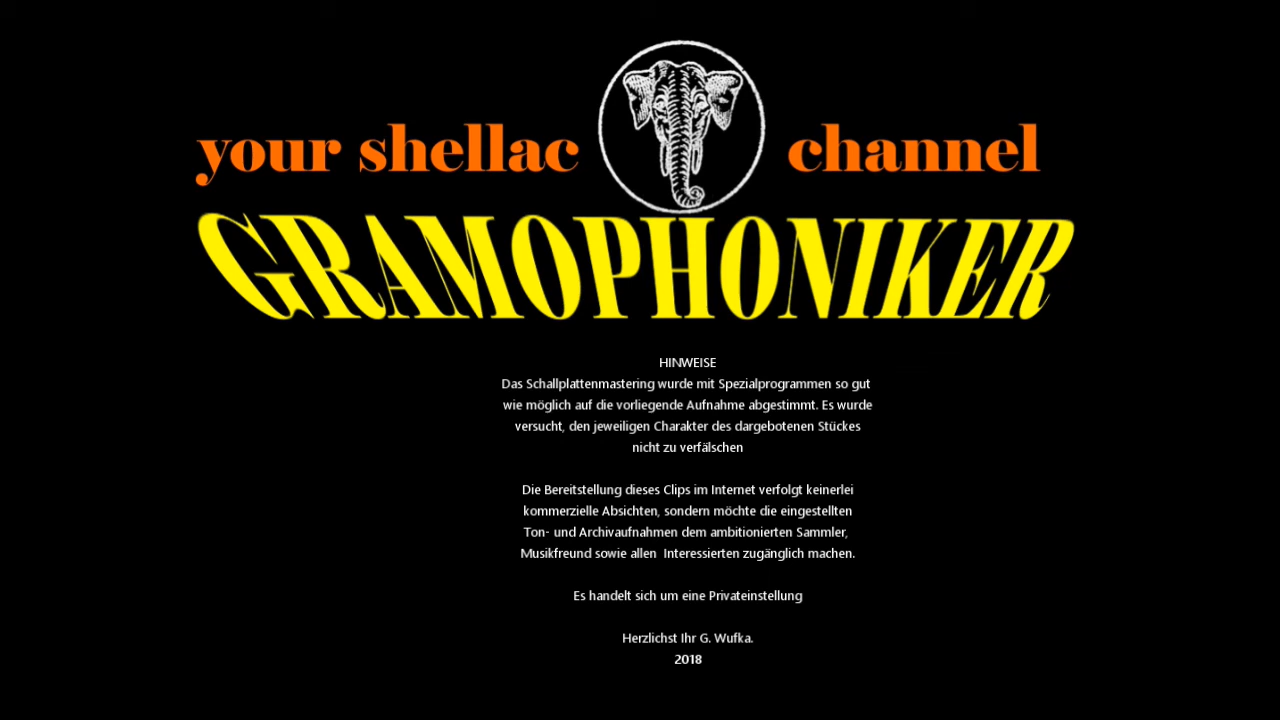 your shellac channel
GRAMOPHONIKER
HINWEISE
Das Schallplattenmastering wurde mit Spezialprogrammen so gut
wie möglich auf die vorliegende Aufnahme abgestimmt. Es wurde
versucht, den jeweiligen Charakter des dargebotenen Stückes
nicht zu verfälschen
Die Bereitstellung dieses Clips im Internet verfolgt keinerlei
kommerzielle Absichten, sondern möchte die eingestellten
Ton- und Archivaufnahmen dem ambitionierten Sammler,
Musikfreund sowie allen Interessierten zugänglich machen.
Es handelt sich um eine Privateinstellung
Herzlichst Ihr G. Wufka.
2018